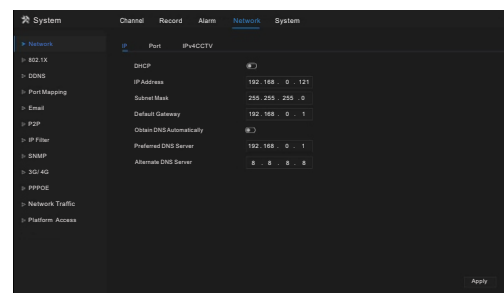 System
Channel Record Alarm Network System
Network
802.1X
DDNS
Port Mapping
Email
P2P
IP Filter
SNMP
3G/ 4G
PPPOE
Network Traffic
Platform Access
IP Port IPv4CCTV
DHCP
IP Address 192.168 . 0 . 121
Subnet Mask 255.255 . 255 .0
Default Gateway 192.168 . 0 . 1
Obtain DNS Automatically
Preferred DNS Server 192.168 . 0 . 1
Alternate DNS Server 8 . 8 . 8 . 8
Apply